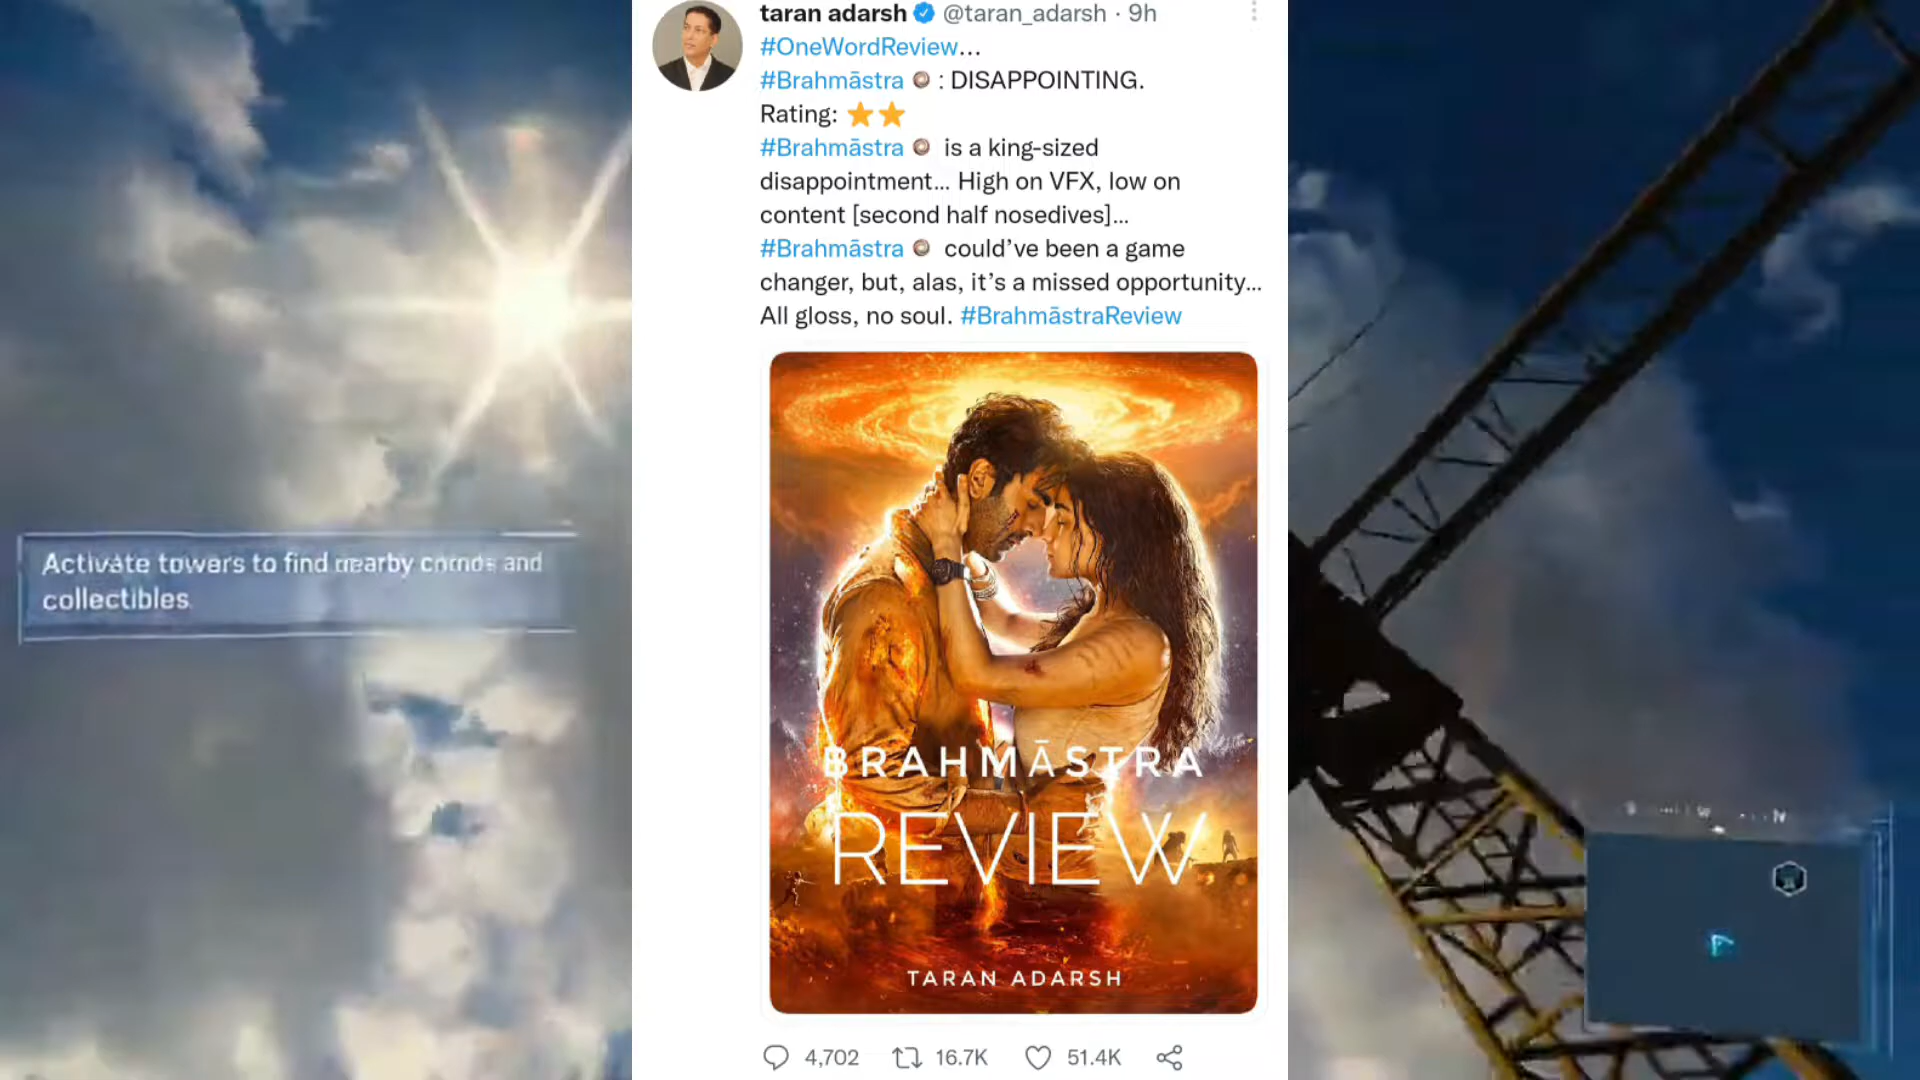 taran adarsh @taran_adarsh · 9h
#OneWordReview...
#Brahmāstra : DISAPPOINTING.
Rating: ⭐⭐
#Brahmāstra is a king-sized
disappointment... High on VFX, low on
content [second half nosedives]...
#Brahmāstra could've been a game
changer, but, alas, it's a missed opportunity...
All gloss, no soul. #BrahmāstraReview
BRAHMĀSTRA
REVIEW
TARAN ADARSH
4,702 16.7K 51.4K
Activate towers to find nearby and
collectibles.
W N